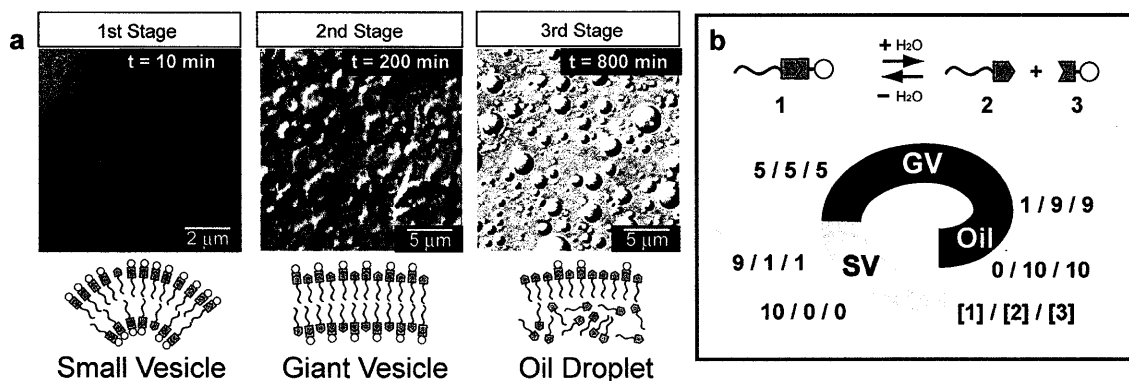 a
1st Stage
2nd Stage
3rd Stage
t = 10 min
t = 200 min
t = 800 min
2 μm
5 μm
5 μm
Small Vesicle
Giant Vesicle
Oil Droplet
b
+ H₂O
− H₂O
+
1
2
3
GV
5 / 5 / 5
1 / 9 / 9
Oil
9 / 1 / 1
SV
0 / 10 / 10
10 / 0 / 0
[1] / [2] / [3]